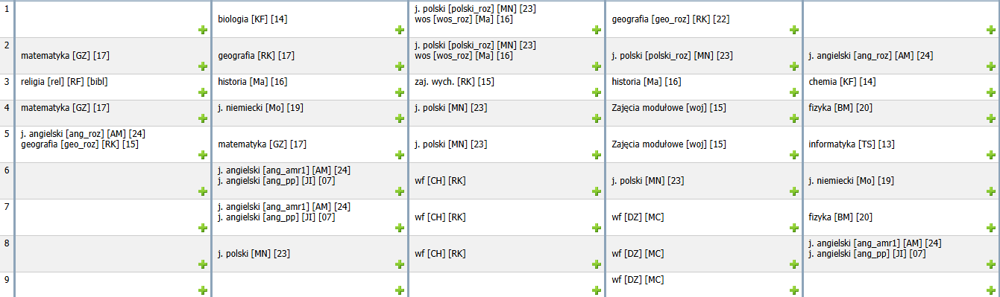 1
biologia [KF] [14]
j. polski [polski_roz] [MN] [23]
wos [wos_roz] [Ma] [16]
geografia [geo_roz] [RK] [22]
2
matematyka [GZ] [17]
geografia [RK] [17]
j. polski [polski_roz] [MN] [23]
wos [wos_roz] [Ma] [16]
j. polski [polski_roz] [MN] [23]
j. angielski [ang_roz] [AM] [24]
3
religia [rel] [RF] [bibl]
historia [Ma] [16]
zaj. wych. [RK] [15]
historia [Ma] [16]
chemia [KF] [14]
4
matematyka [GZ] [17]
j. niemiecki [Mo] [19]
j. polski [MN] [23]
Zajęcia modułowe [woj] [15]
fizyka [BM] [20]
5
j. angielski [ang_roz] [AM] [24]
geografia [geo_roz] [RK] [15]
matematyka [GZ] [17]
j. polski [MN] [23]
Zajęcia modułowe [woj] [15]
informatyka [TS] [13]
6
j. angielski [ang_amr1] [AM] [24]
j. angielski [ang_pp] [JI] [07]
wf [CH] [RK]
j. polski [MN] [23]
j. niemiecki [Mo] [19]
7
j. angielski [ang_amr1] [AM] [24]
j. angielski [ang_pp] [JI] [07]
wf [CH] [RK]
wf [DZ] [MC]
fizyka [BM] [20]
8
j. polski [MN] [23]
wf [CH] [RK]
wf [DZ] [MC]
j. angielski [ang_amr1] [AM] [24]
j. angielski [ang_pp] [JI] [07]
9
wf [DZ] [MC]